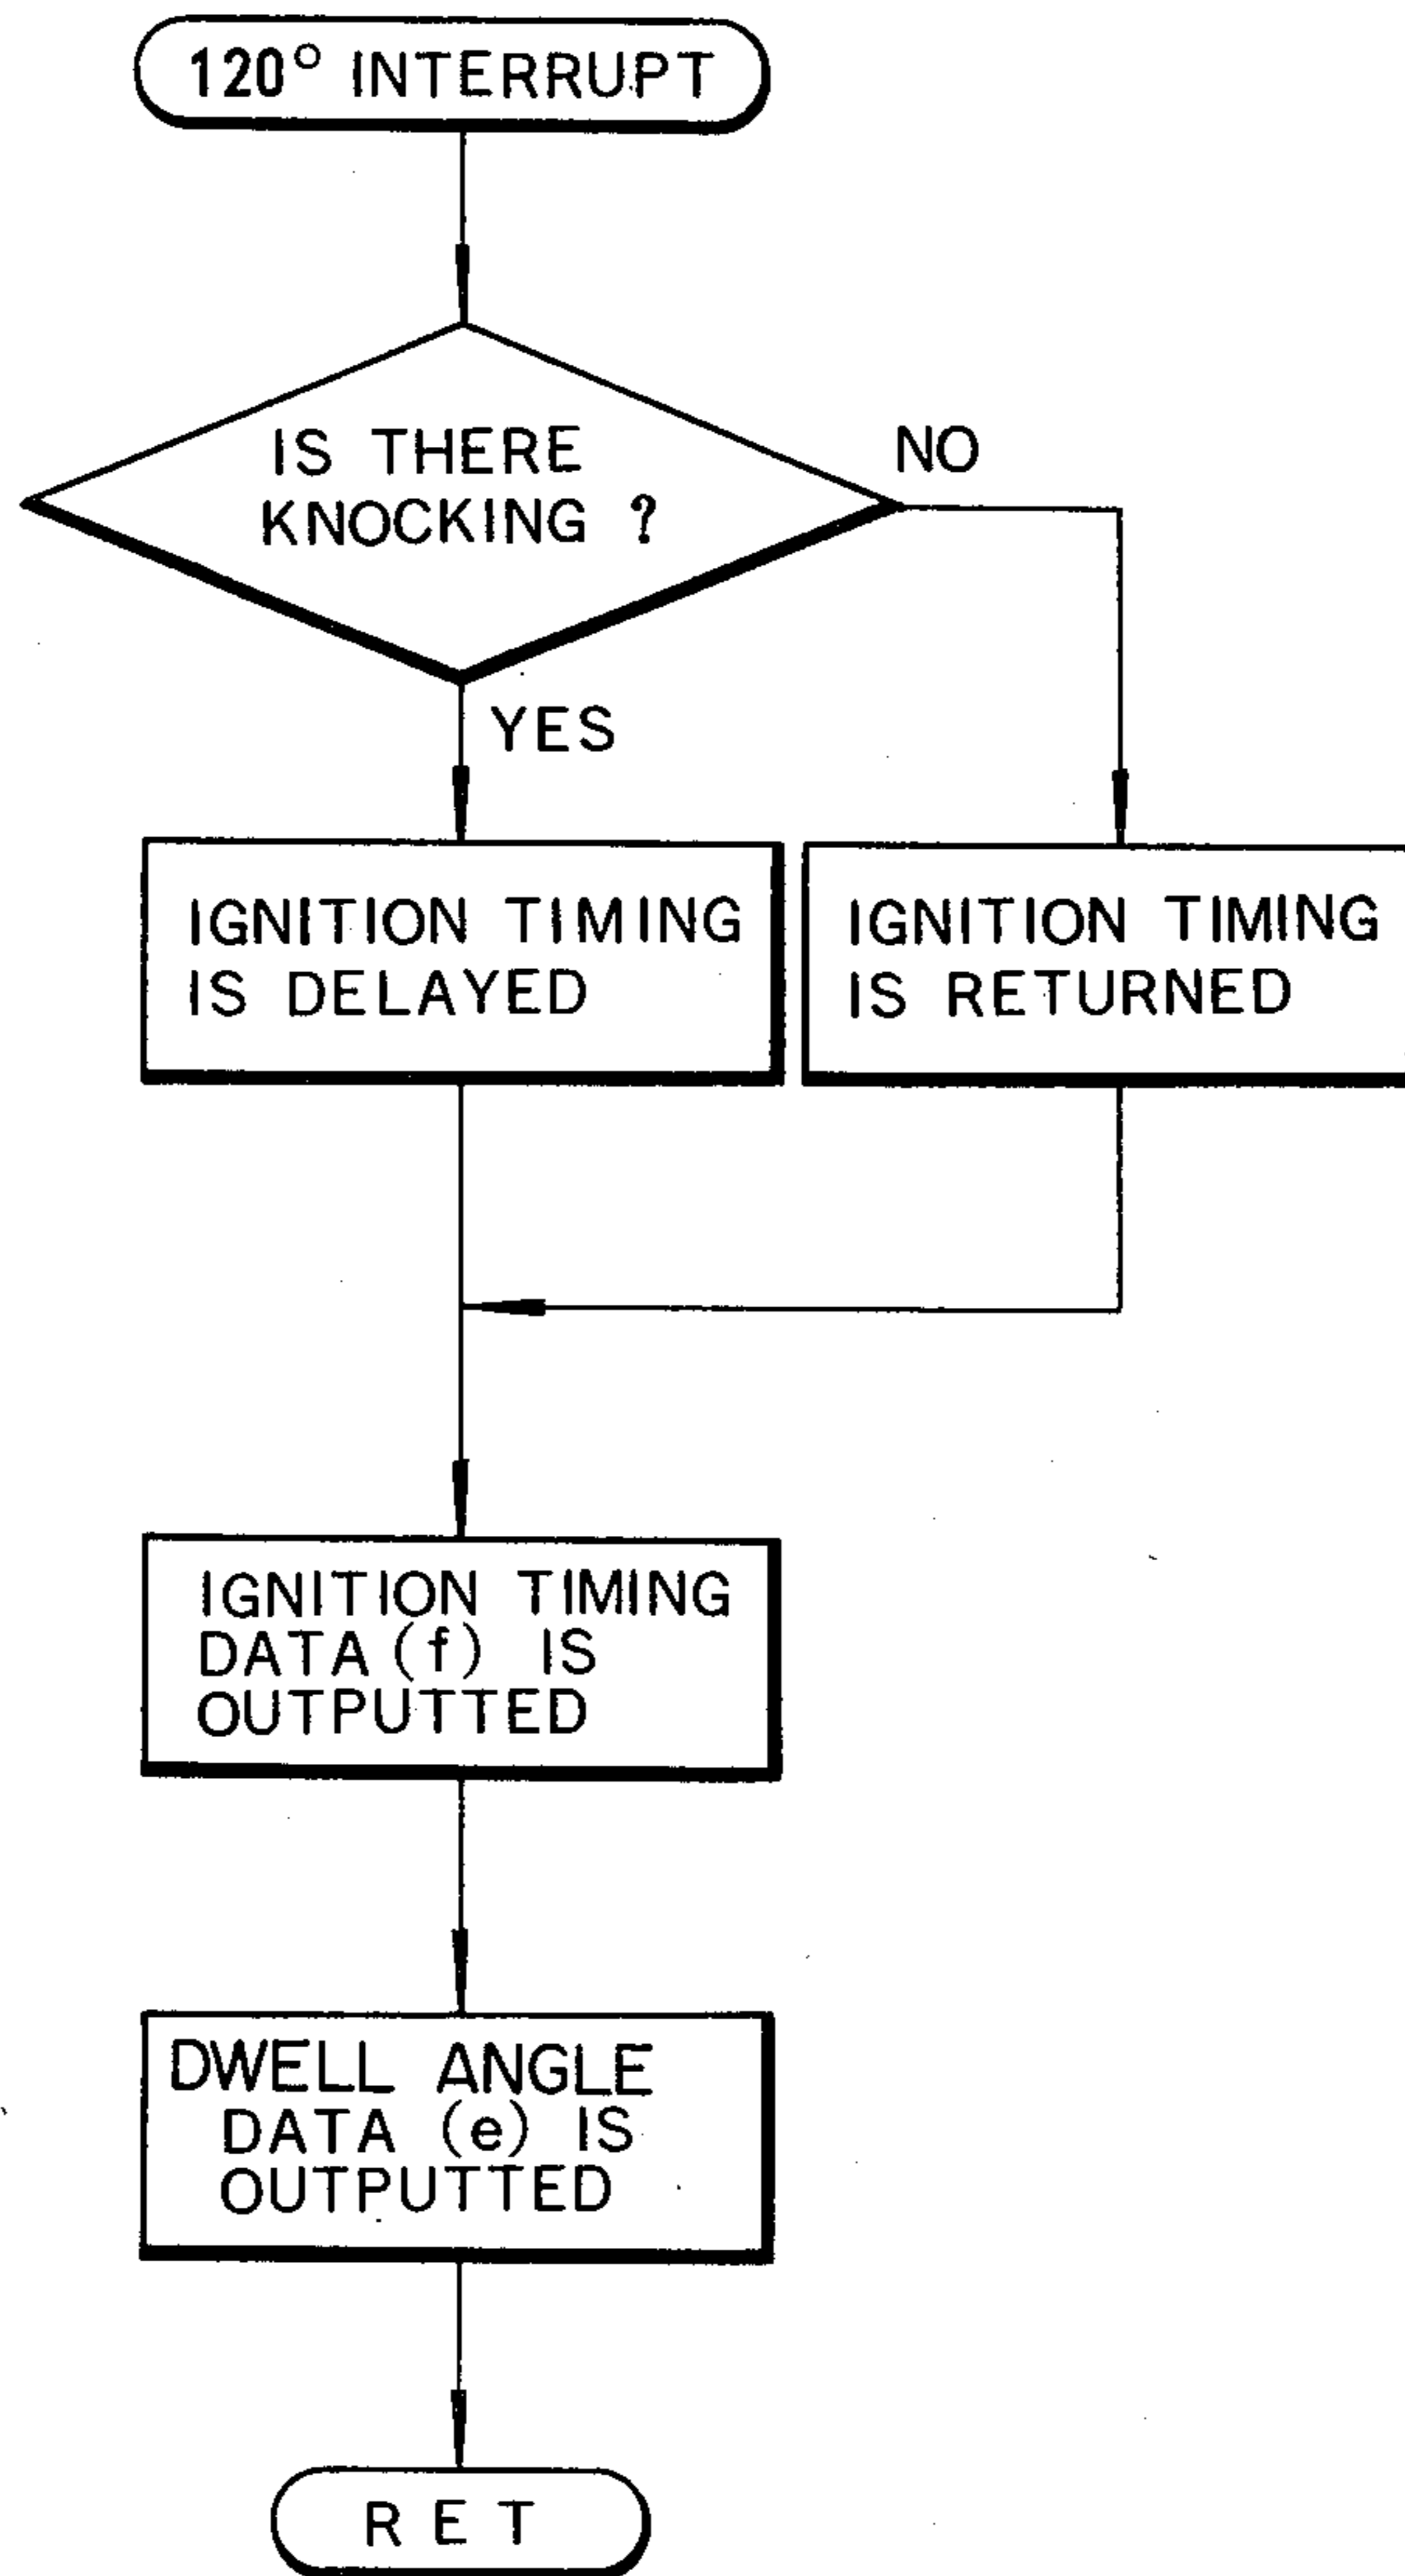 120° INTERRUPT
IS THERE
KNOCKING ?
NO
YES
IGNITION TIMING
IS DELAYED
IGNITION TIMING
IS RETURNED
IGNITION TIMING
DATA (f) IS
OUTPUTTED
DWELL ANGLE
DATA (e) IS
OUTPUTTED
RET